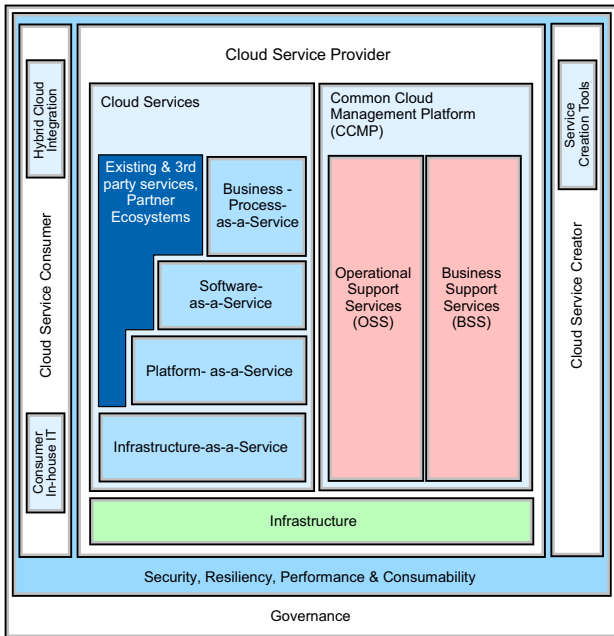 Cloud Service Provider
Hybrid Cloud
Integration
Cloud Service Consumer
Consumer
In-house IT
Cloud Services
Existing & 3rd
party services,
Partner
Ecosystems
Business -
Process-
as-a-Service
Software-
as-a-Service
Platform- as-a-Service
Infrastructure-as-a-Service
Common Cloud
Management Platform
(CCMP)
Operational
Support
Services
(OSS)
Business
Support
Services
(BSS)
Infrastructure
Service
Creation Tools
Cloud Service Creator
Security, Resiliency, Performance & Consumability
Governance